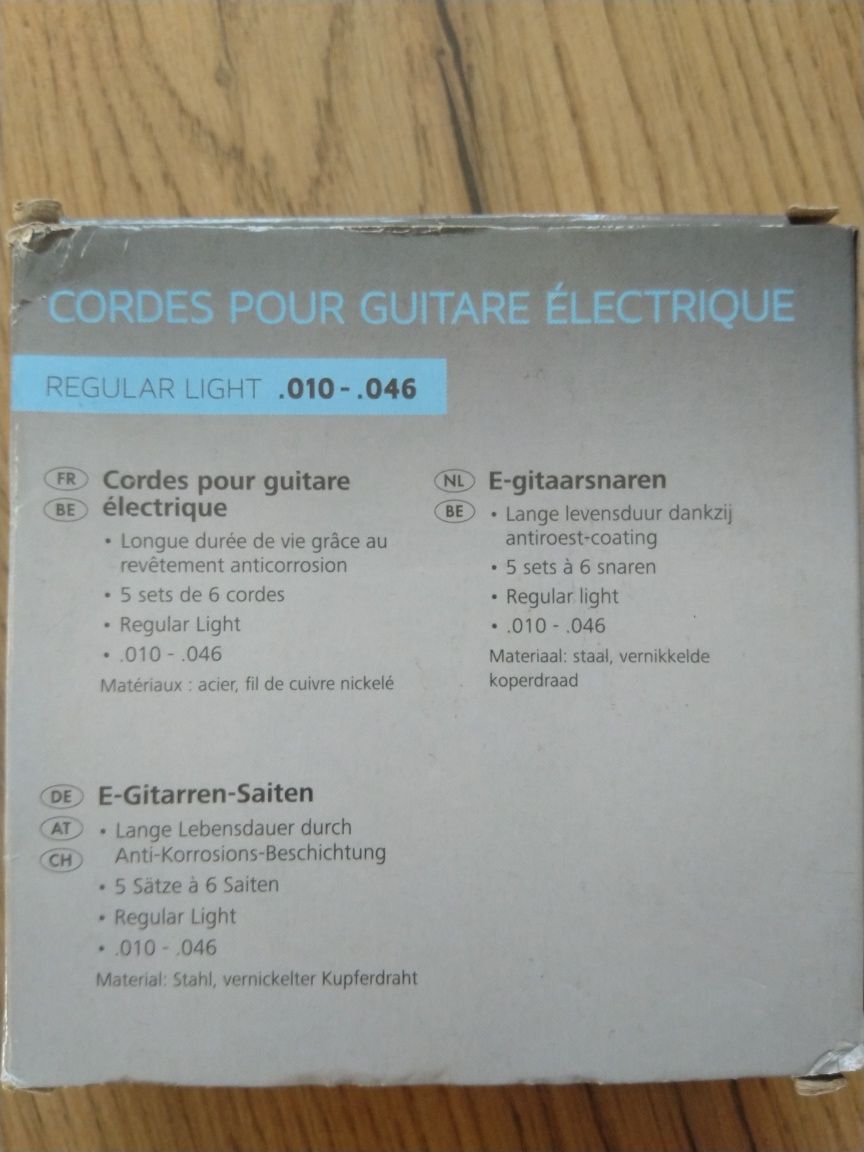 CORDES POUR GUITARE ÉLECTRIQUE
REGULAR LIGHT .010 - .046
FR
BE
Cordes pour guitare
électrique
• Longue durée de vie grâce au
revêtement anticorrosion
• 5 sets de 6 cordes
• Regular Light
• .010 - .046
Matériaux : acier, fil de cuivre nickelé
NL
BE
E-gitaarsnaren
• Lange levensduur dankzij
antiroest-coating
• 5 sets à 6 snaren
• Regular light
• .010 - .046
Materiaal: staal, vernikkelde
koperdraad
DE
AT
CH
E-Gitarren-Saiten
• Lange Lebensdauer durch
Anti-Korrosions-Beschichtung
• 5 Sätze à 6 Saiten
• Regular Light
• .010 - .046
Material: Stahl, vernickelter Kupferdraht